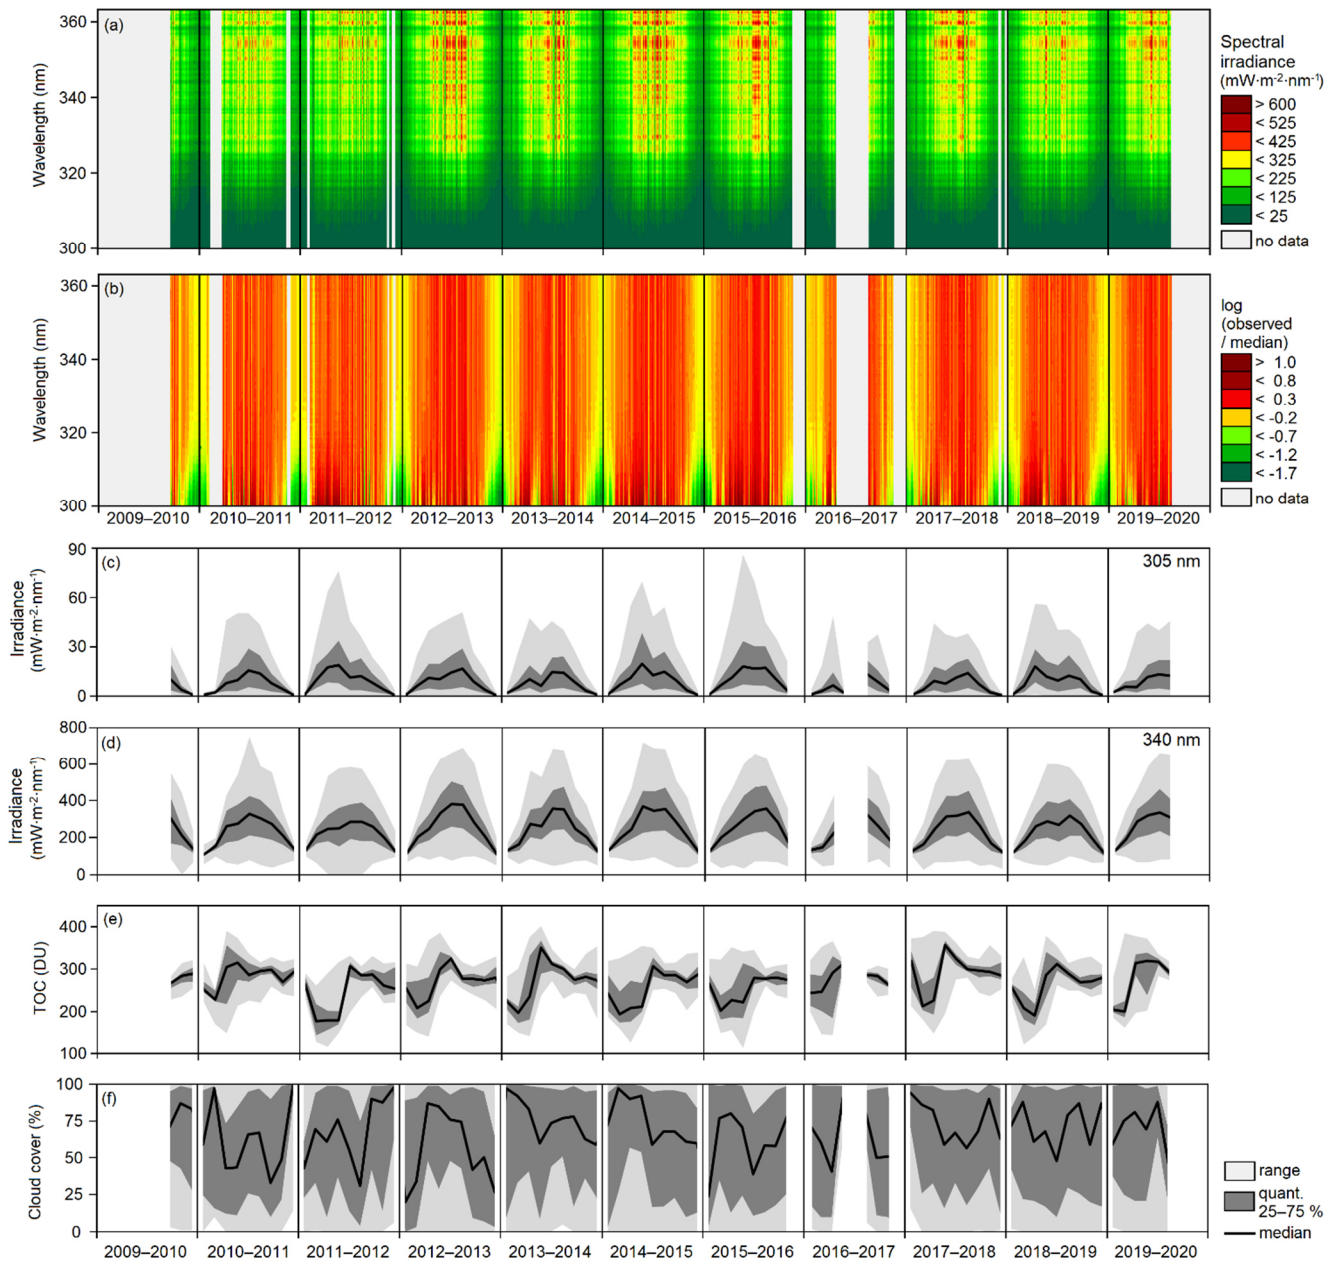 (a)
360
340
320
300
Wavelength (nm)
Spectral
irradiance
(mW·m-2·nm-1)
> 600
< 525
< 425
< 325
< 225
< 125
< 25
no data
(b)
360
340
320
300
Wavelength (nm)
log
(observed
/ median)
> 1.0
< 0.8
< 0.3
< -0.2
< -0.7
< -1.2
< -1.7
no data
2009–2010 2010–2011 2011–2012 2012–2013 2013–2014 2014–2015 2015–2016 2016–2017 2017–2018 2018–2019 2019–2020
(c)
305 nm
90
60
30
0
Irradiance
(mW·m-2·nm-1)
(d)
340 nm
800
600
400
200
0
Irradiance
(mW·m-2·nm-1)
(e)
400
300
200
100
TOC (DU)
(f)
100
75
50
25
0
Cloud cover (%)
range
quant.
25–75 %
median
2009–2010 2010–2011 2011–2012 2012–2013 2013–2014 2014–2015 2015–2016 2016–2017 2017–2018 2018–2019 2019–2020